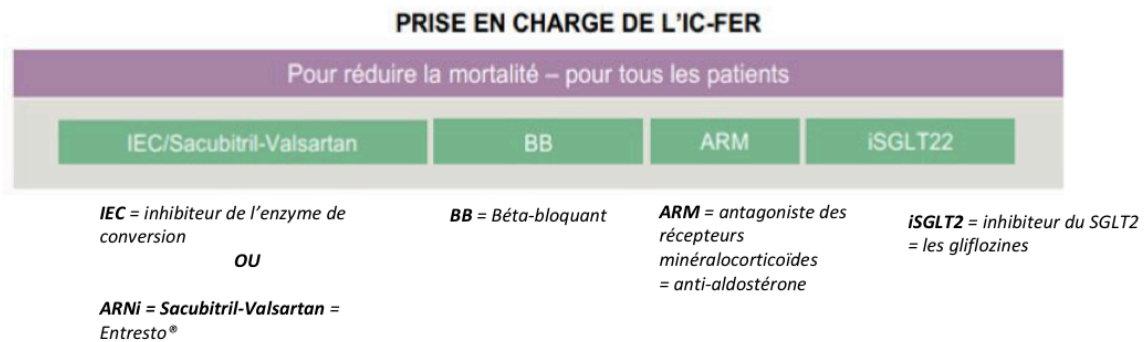 PRISE EN CHARGE DE L'IC-FER
Pour réduire la mortalité – pour tous les patients
IEC/Sacubitril-Valsartan
BB
ARM
iSGLT22
IEC = inhibiteur de l'enzyme de
conversion
OU
ARNi = Sacubitril-Valsartan =
Entresto®
BB = Béta-bloquant
ARM = antagoniste des
récepteurs
minéralocorticoïdes
= anti-aldostérone
iSGLT2 = inhibiteur du SGLT2
= les gliflozines